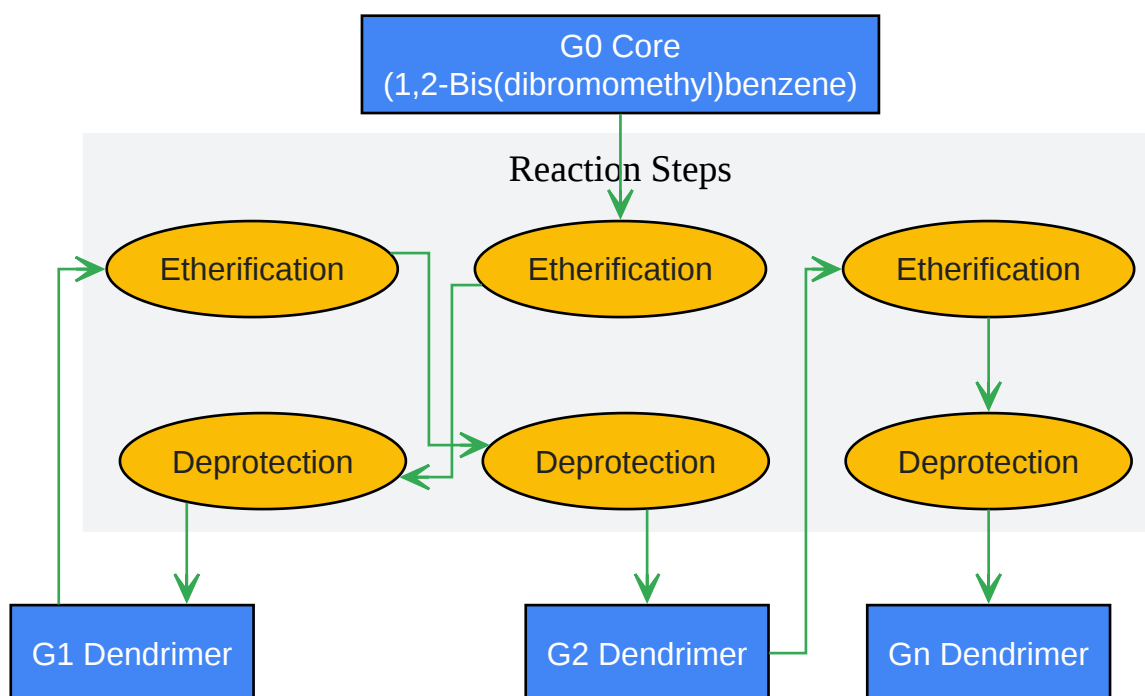 G0 Core
(1,2-Bis(dibromomethyl)benzene)
Reaction Steps
Etherification
Etherification
Etherification
Deprotection
Deprotection
Deprotection
G1 Dendrimer
G2 Dendrimer
Gn Dendrimer